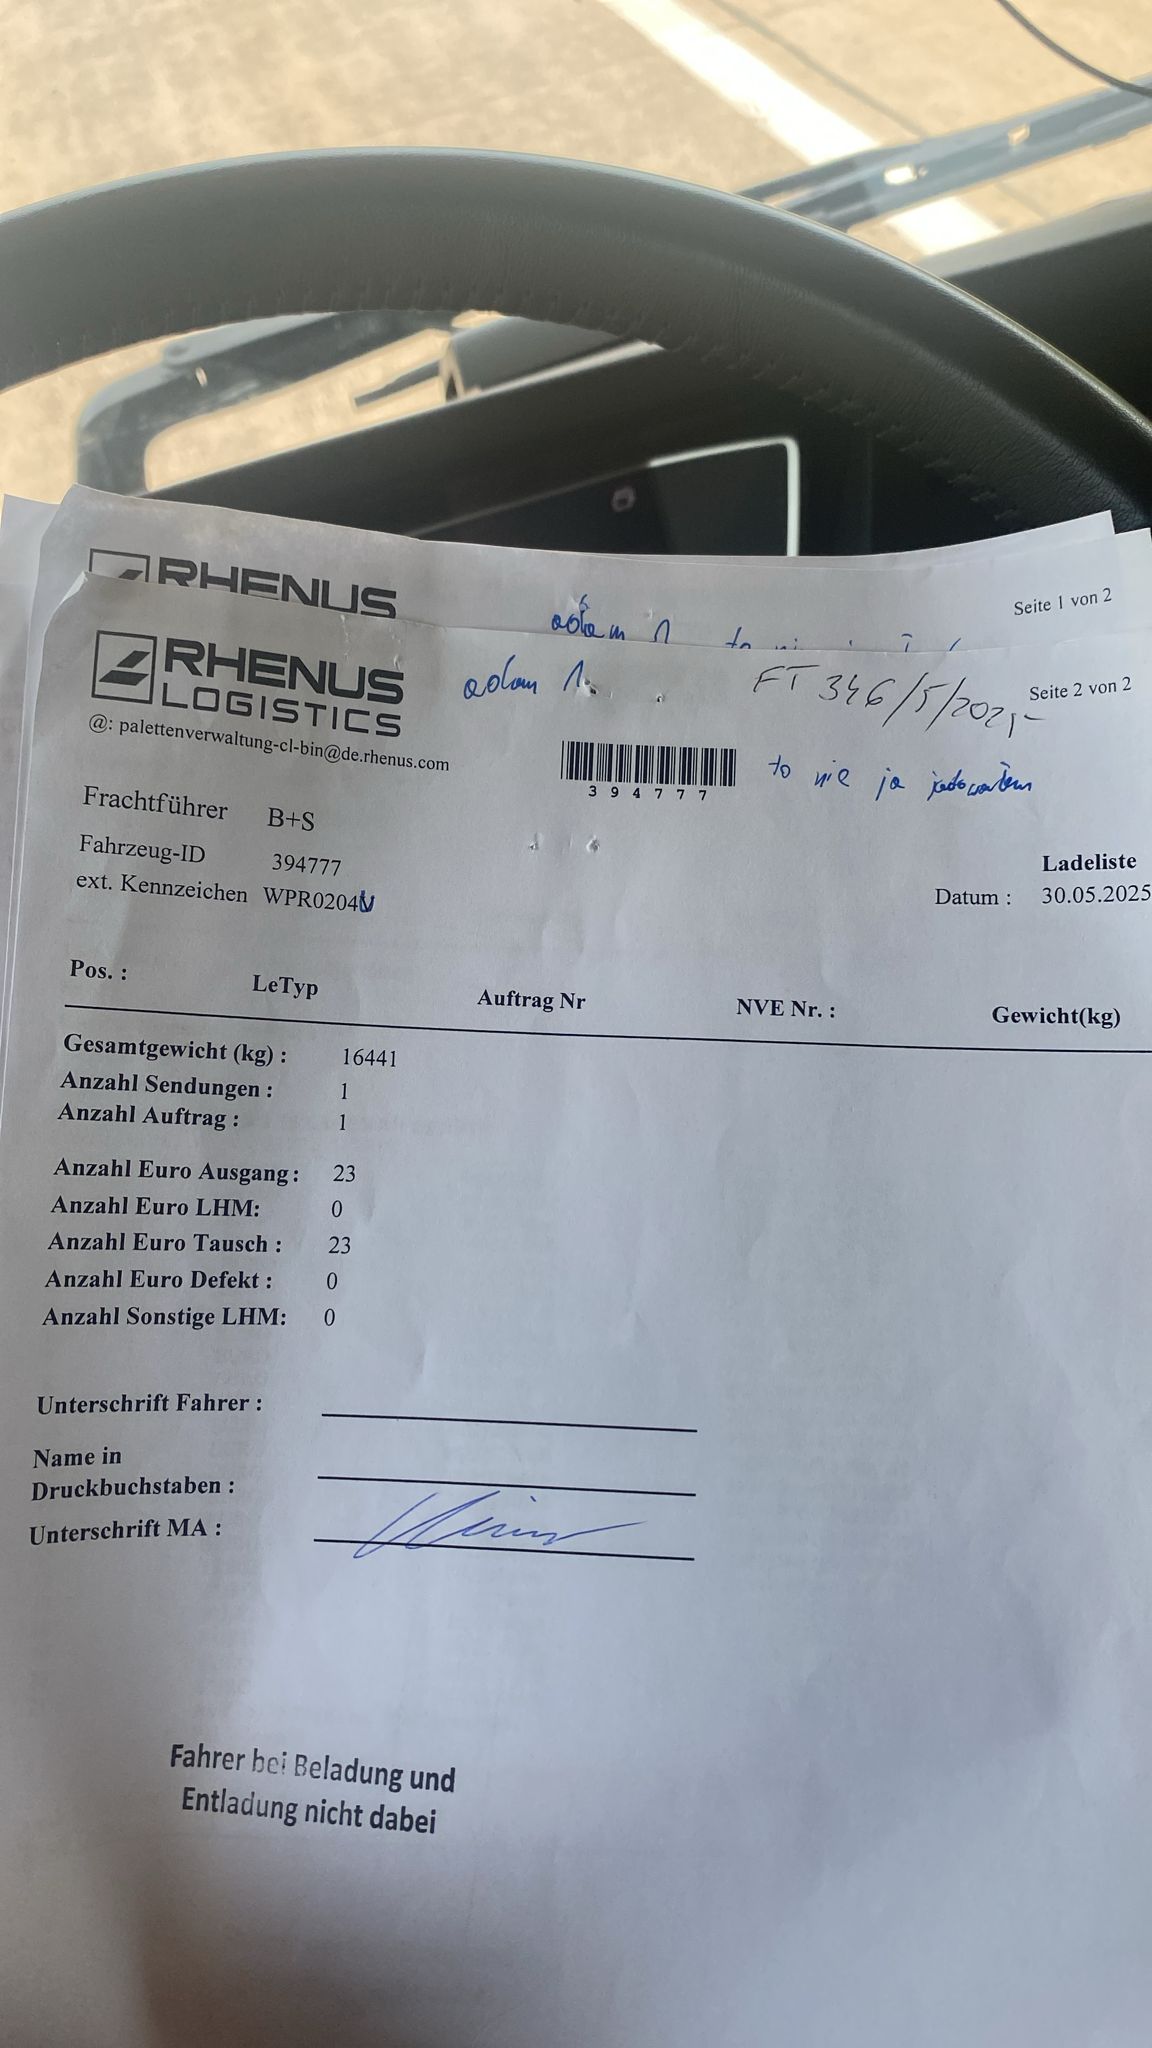 RHENUS
adam
Seite 1 von 2
RHENUS
LOGISTICS
adam 1.
FT 346/5/202
Seite 2 von 2
@: palettenverwaltung-cl-bin@de.rhenus.com
394777
to nie ja
Frachtführer B+S
Fahrzeug-ID 394777
ext. Kennzeichen WPR0204U
Ladeliste
Datum : 30.05.2025
Pos. : LeTyp Auftrag Nr NVE Nr. : Gewicht(kg)
Gesamtgewicht (kg) : 16441
Anzahl Sendungen : 1
Anzahl Auftrag : 1
Anzahl Euro Ausgang: 23
Anzahl Euro LHM: 0
Anzahl Euro Tausch : 23
Anzahl Euro Defekt : 0
Anzahl Sonstige LHM: 0
Unterschrift Fahrer :
Name in
Druckbuchstaben :
Unterschrift MA :
Fahrer bei Beladung und
Entladung nicht dabei